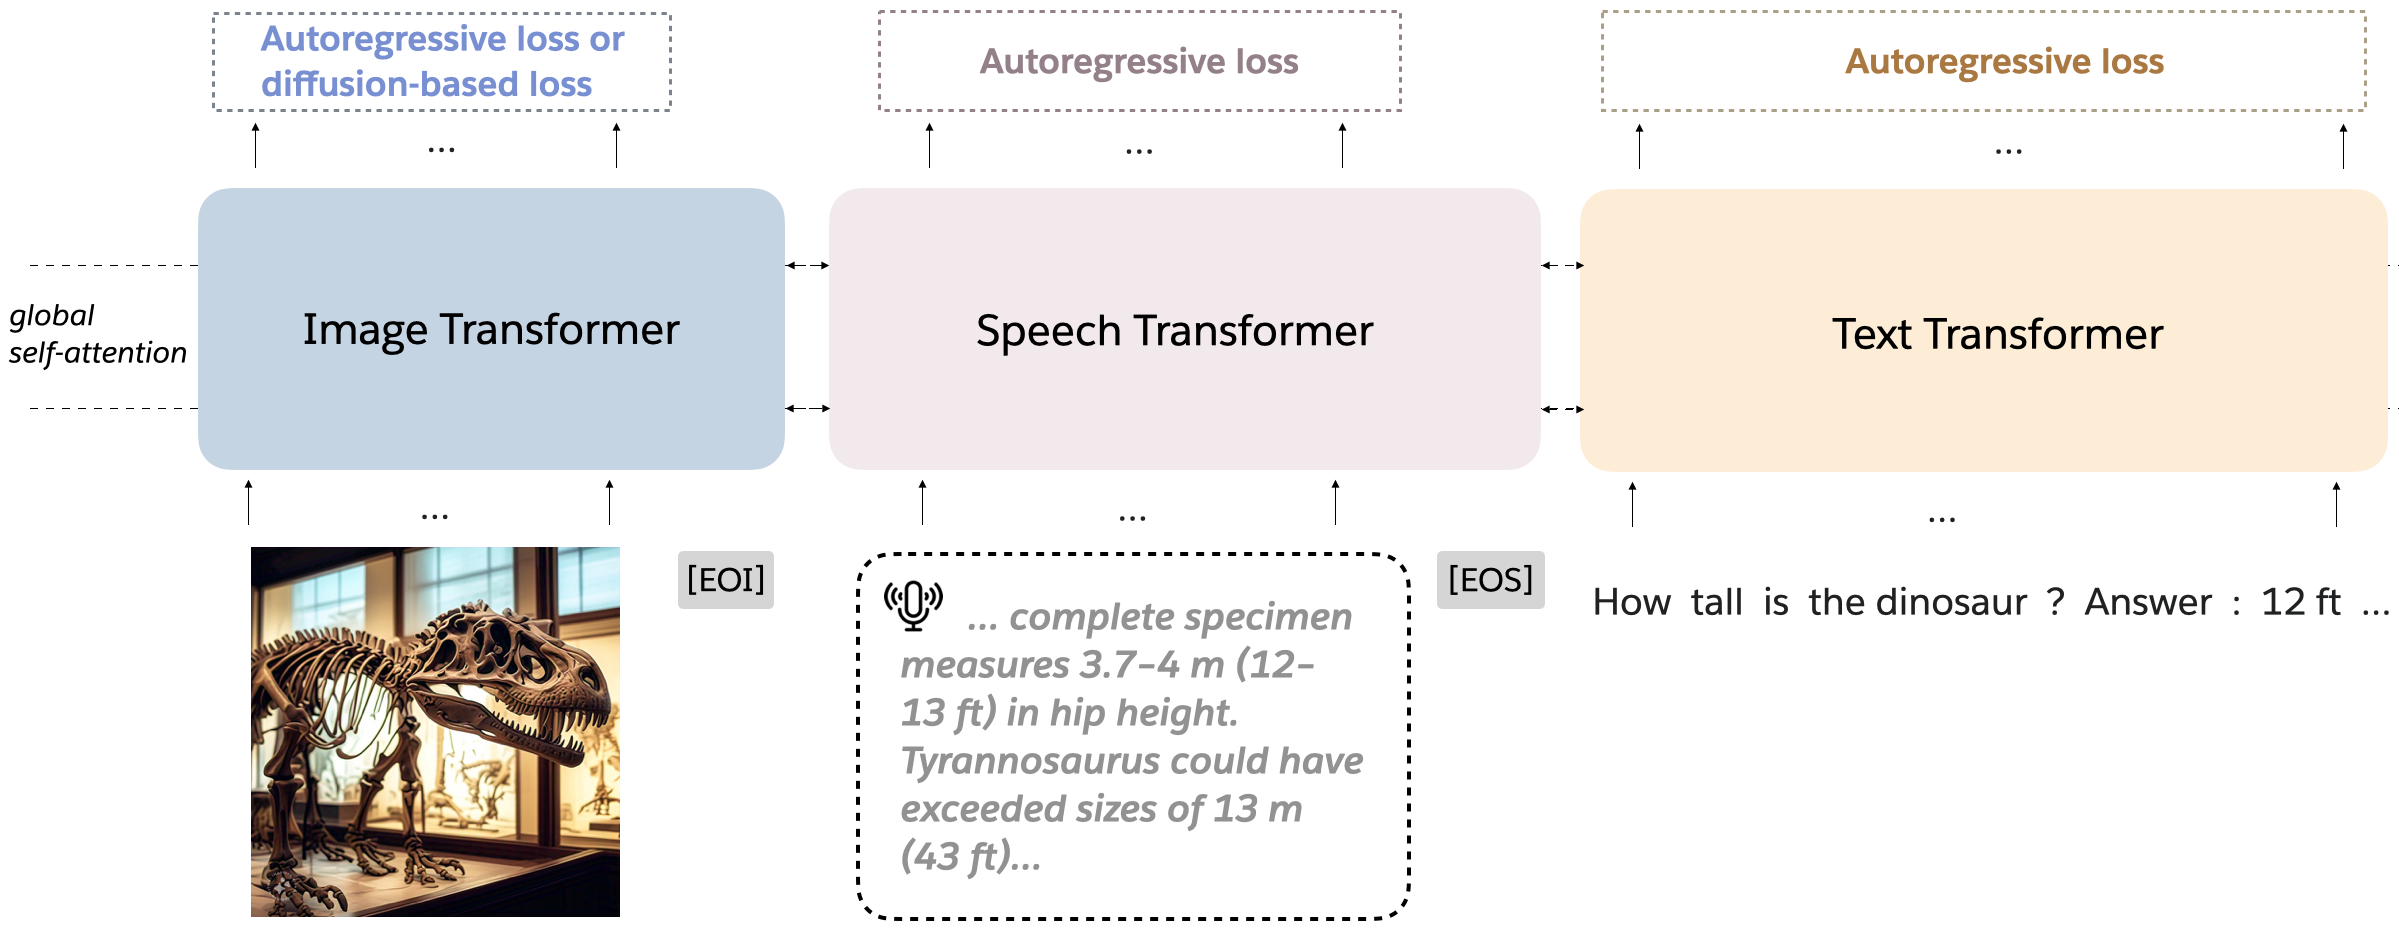 Autoregressive loss or
diffusion-based loss
Autoregressive loss
Autoregressive loss
...
...
...
global
self-attention
Image Transformer
Speech Transformer
Text Transformer
...
...
...
[EOI]
... complete specimen
measures 3.7–4 m (12–
13 ft) in hip height.
Tyrannosaurus could have
exceeded sizes of 13 m
(43 ft)...
[EOS]
How tall is the dinosaur ? Answer : 12 ft ...